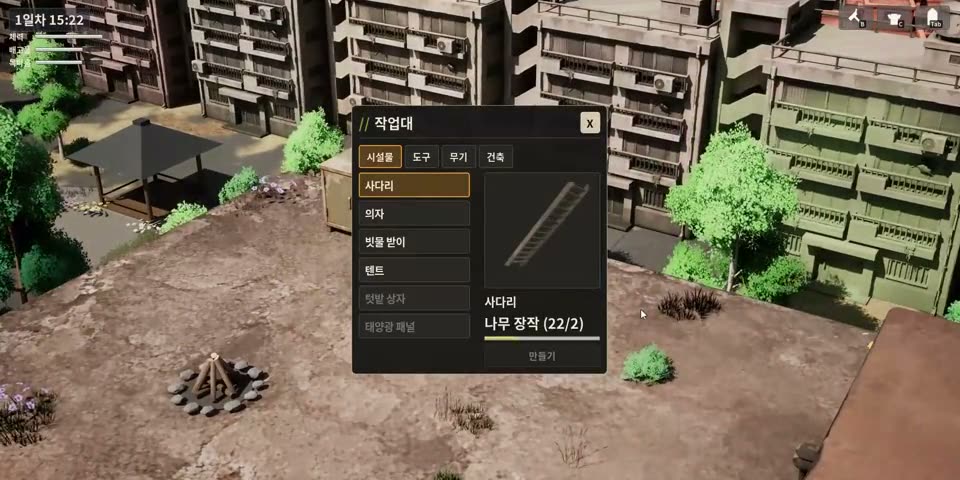 1일차 15:22
체력
배고픔
목마름
B
C
Tab
// 작업대
X
시설물 도구 무기 건축
사다리
의자
빗물 받이
텐트
텃밭 상자
태양광 패널
사다리
나무 장작 (22/2)
만들기